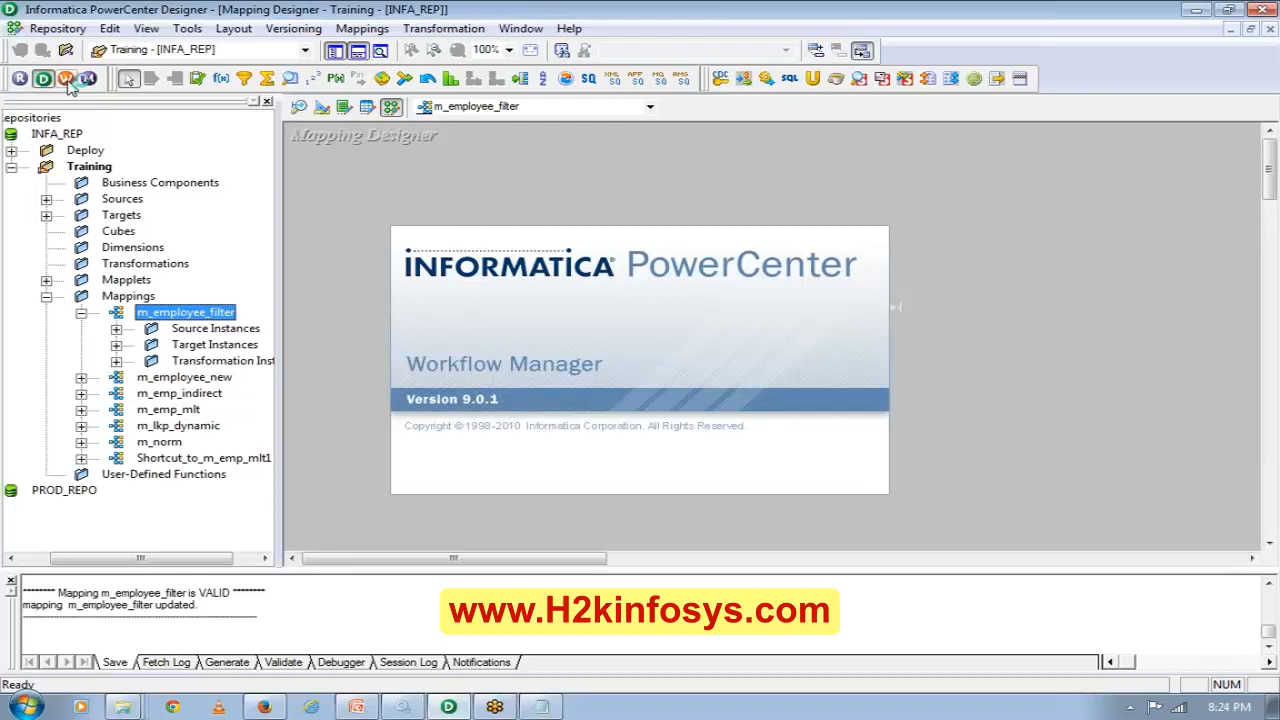 Informatica PowerCenter Designer - [Mapping Designer - Training - [INFA_REP]]
Repository Edit View Tools Layout Versioning Mappings Transformation Window Help
Training - [INFA_REP]
100%
R D W
f(x) Σ SQL
m_employee_filter
epositories
INFA_REP
Deploy
Training
Business Components
Sources
Targets
Cubes
Dimensions
Transformations
Mapplets
Mappings
m_employee_filter
Source Instances
Target Instances
Transformation Inst
m_employee_new
m_emp_indirect
m_emp_mlt
m_lkp_dynamic
m_norm
Shortcut_to_m_emp_mlt1
User-Defined Functions
PROD_REPO
Mapping Designer
INFORMATICA PowerCenter
Workflow Manager
Version 9.0.1
Copyright © 1998-2010 Informatica Corporation. All Rights Reserved.
-------- Mapping m_employee_filter is VALID --------
mapping m_employee_filter updated.
www.H2kinfosys.com
Save Fetch Log Generate Validate Debugger Session Log Notifications
Ready
NUM
8:24 PM